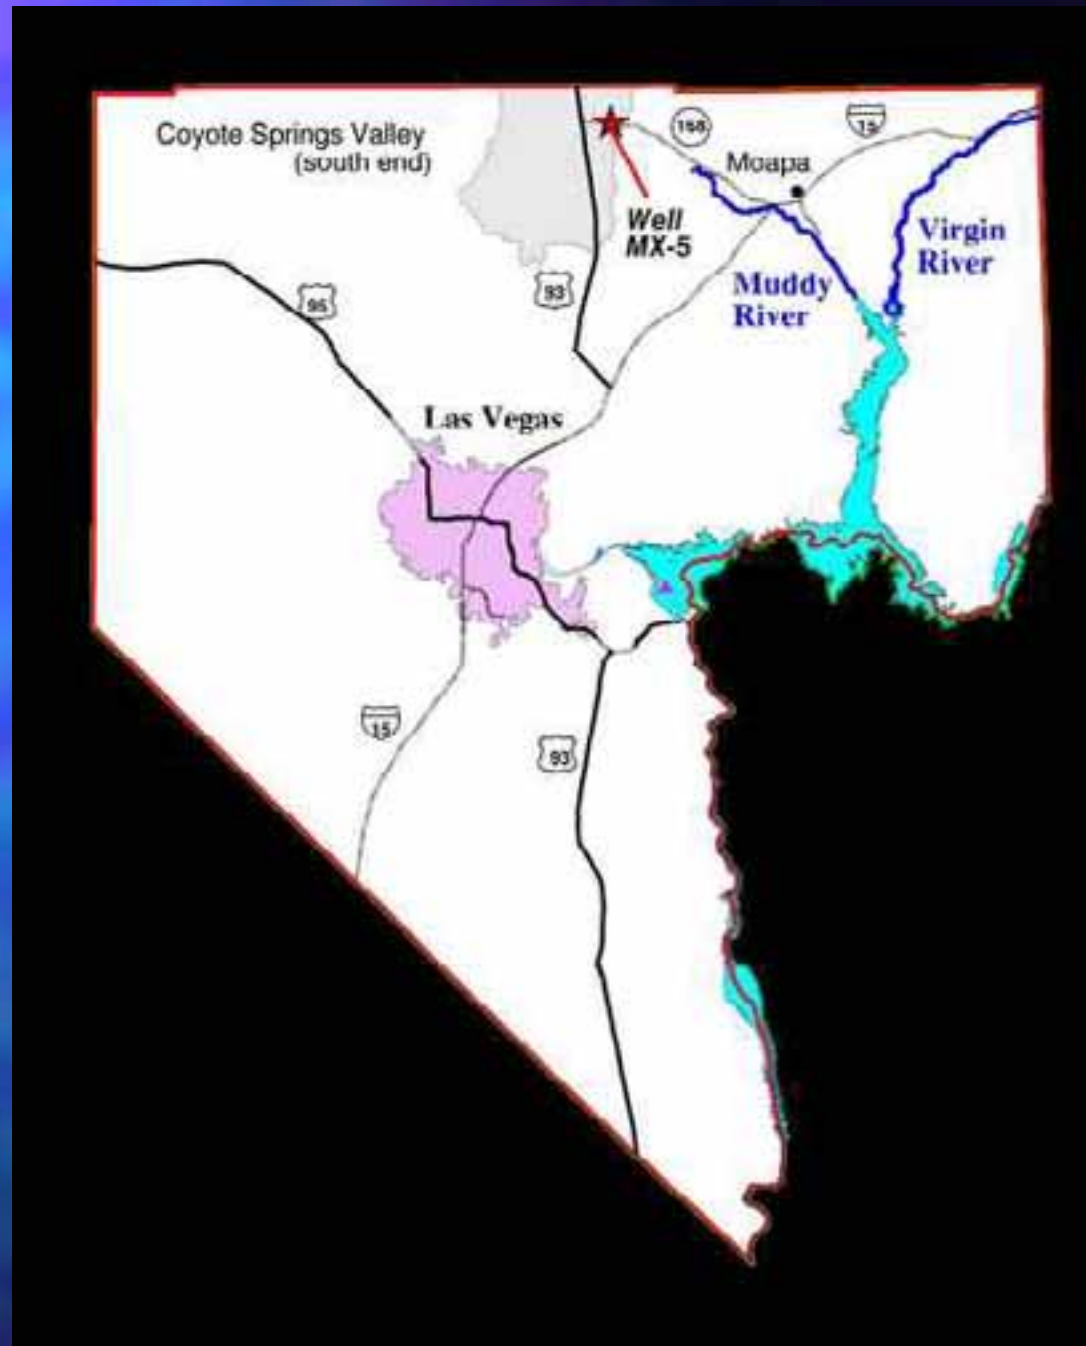 Coyote Springs Valley
(south end)
168
15
Moapa
Well
MX-5
Virgin
River
Muddy
River
95
93
Las Vegas
15
93